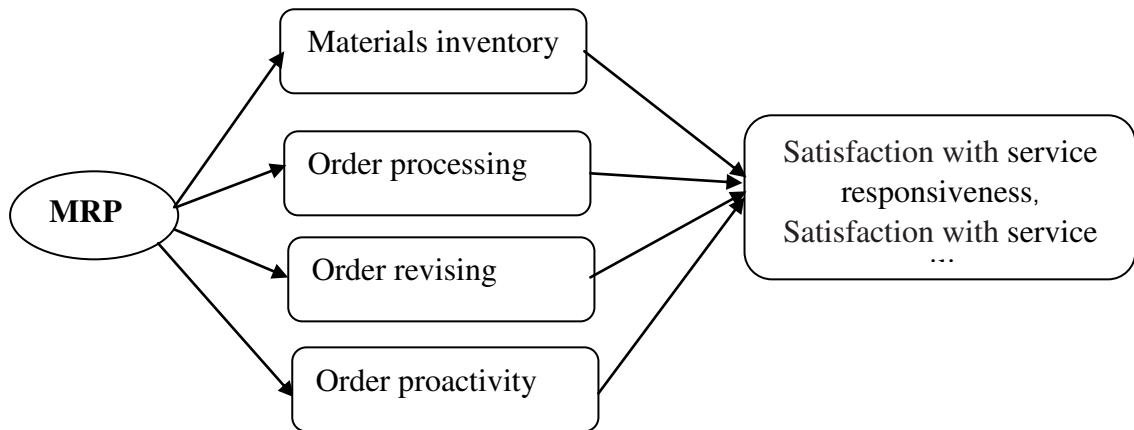 Materials inventory
Order processing
MRP
Order revising
Order proactivity
Satisfaction with service
responsiveness,
Satisfaction with service